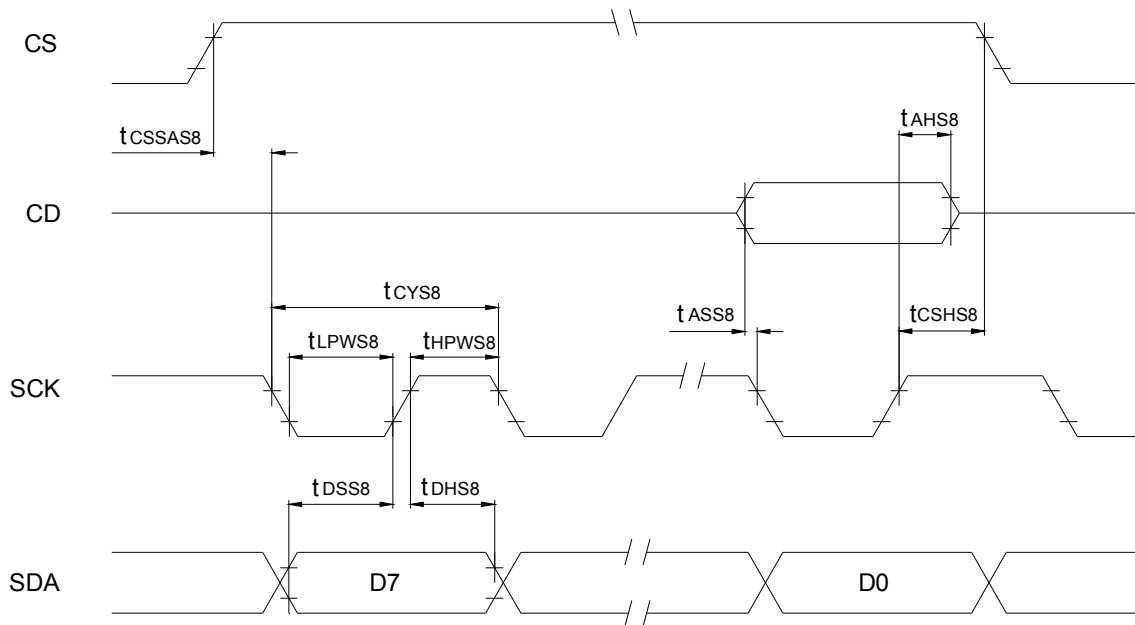 CS
tCSSAS8
tAHS8
CD
tCYS8
tASS8
tCSHS8
tLPWS8
tHPWS8
SCK
tDSS8
tDHS8
SDA
D7
D0